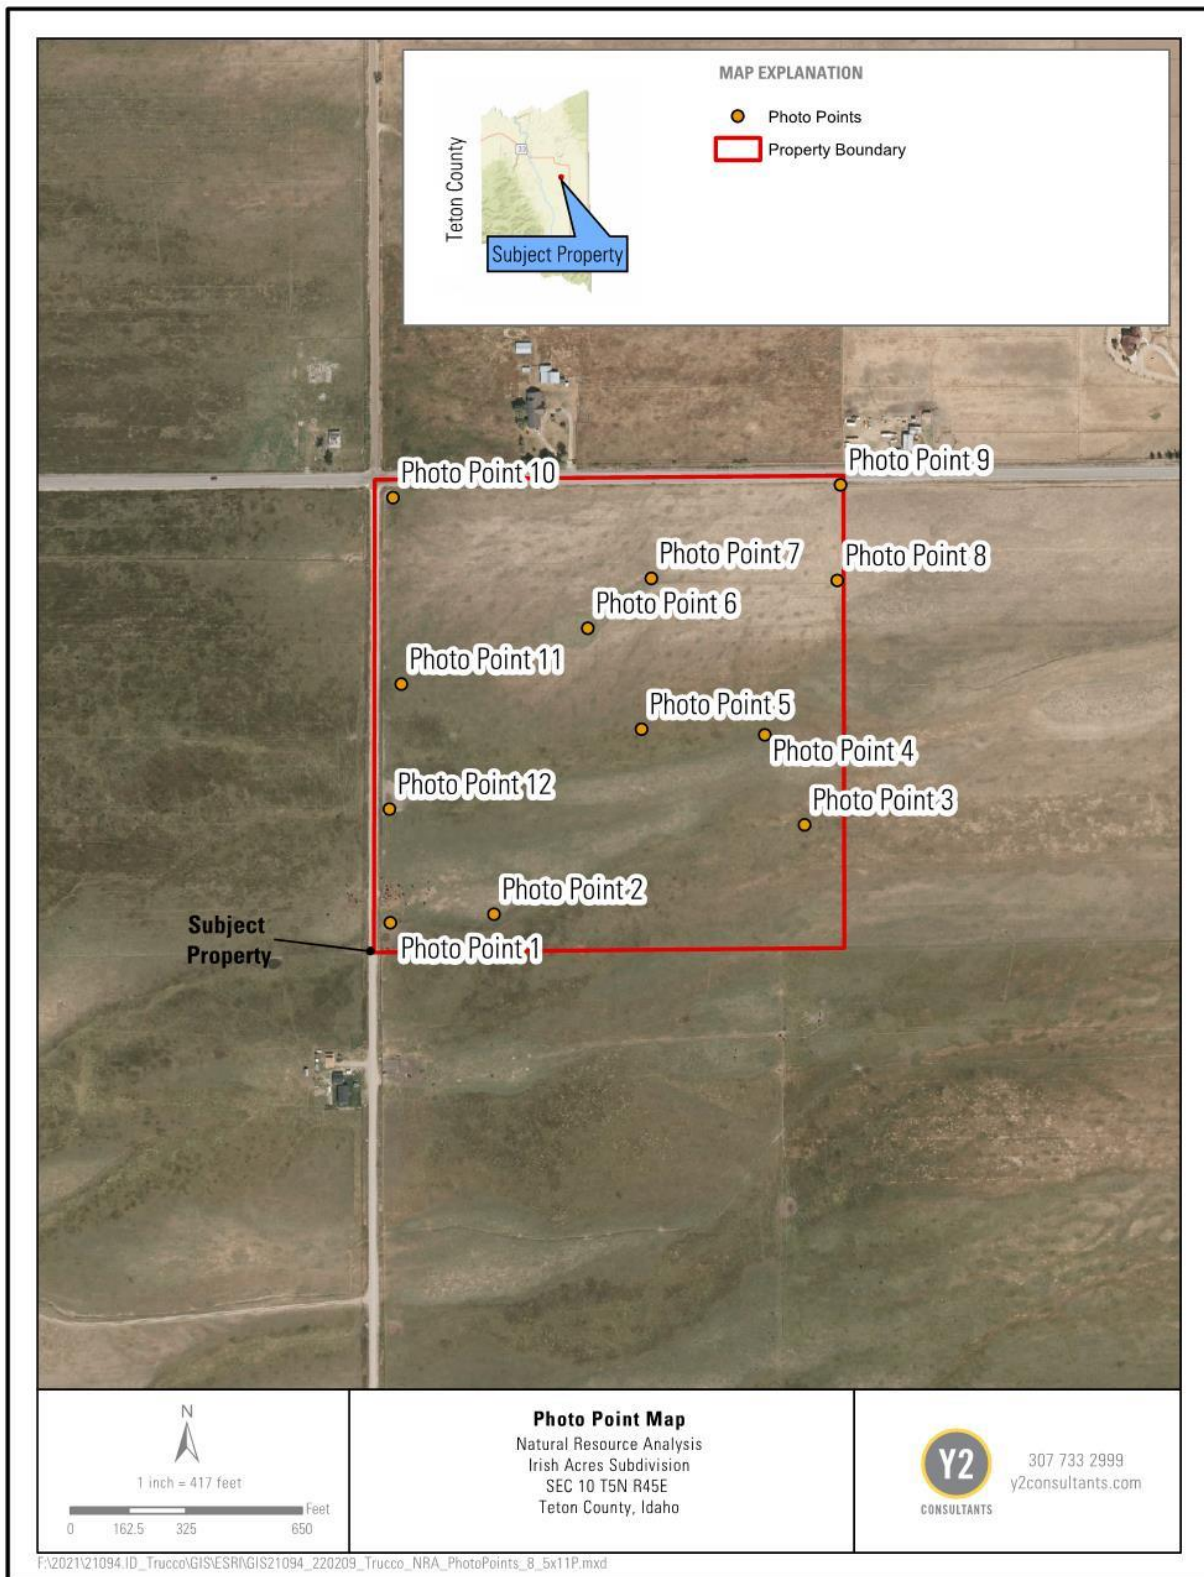 MAP EXPLANATION
Photo Points
Property Boundary
Teton County
33
Subject Property
Photo Point 9
Photo Point 10
Photo Point 7
Photo Point 8
Photo Point 6
Photo Point 11
Photo Point 5
Photo Point 4
Photo Point 12
Photo Point 3
Photo Point 2
Subject
Property
Photo Point 1
N
1 inch = 417 feet
Feet
0 162.5 325 650
Photo Point Map
Natural Resource Analysis
Irish Acres Subdivision
SEC 10 T5N R45E
Teton County, Idaho
Y2
CONSULTANTS
307 733 2999
y2consultants.com
F:\2021\21094.ID_Trucco\GIS\ESRI\GIS21094_220209_Trucco_NRA_PhotoPoints_8_5x11P.mxd